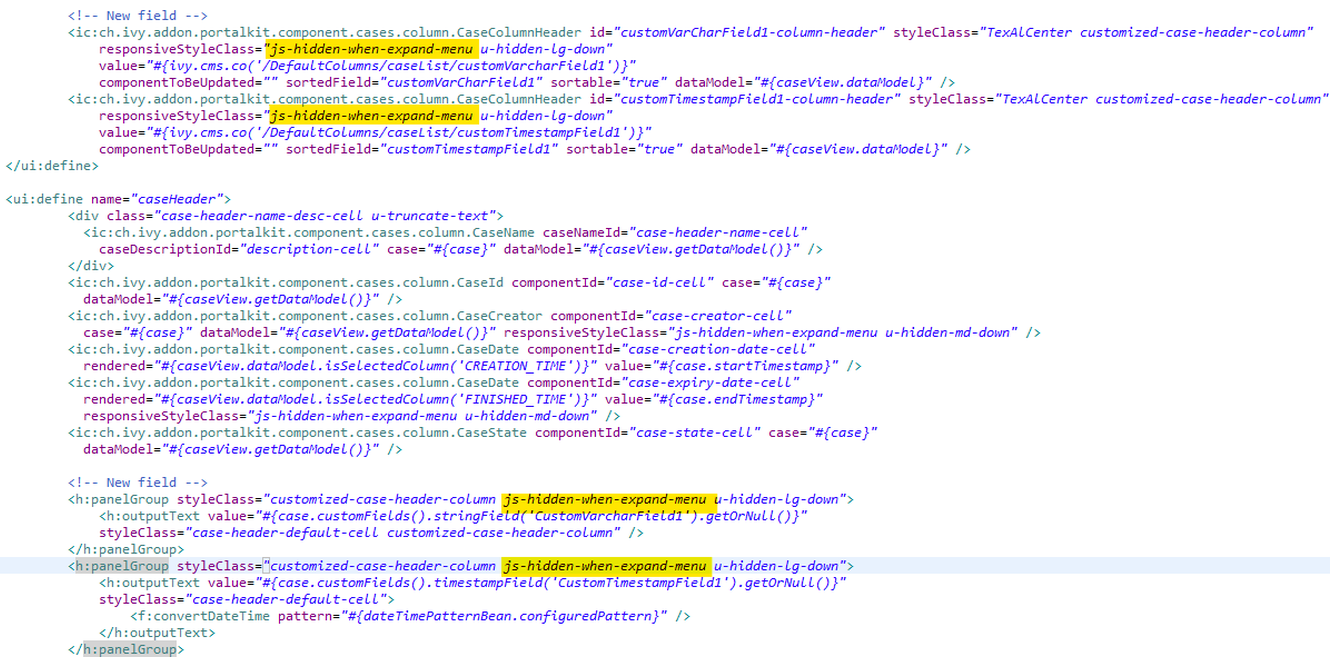 <!-- New field -->
<ic:ch.ivy.addon.portalkit.component.cases.column.CaseColumnHeader id="customVarCharField1-column-header" styleClass="TexAlCenter customized-case-header-column"
responsiveStyleClass="js-hidden-when-expand-menu u-hidden-lg-down"
value="#{ivy.cms.co('/DefaultColumns/caseList/customVarcharField1')}"
componentToBeUpdated="" sortedField="customVarCharField1" sortable="true" dataModel="#{caseView.dataModel}" />
<ic:ch.ivy.addon.portalkit.component.cases.column.CaseColumnHeader id="customTimestampField1-column-header" styleClass="TexAlCenter customized-case-header-column"
responsiveStyleClass="js-hidden-when-expand-menu u-hidden-lg-down"
value="#{ivy.cms.co('/DefaultColumns/caseList/customTimestampField1')}"
componentToBeUpdated="" sortedField="customTimestampField1" sortable="true" dataModel="#{caseView.dataModel}" />
</ui:define>
<ui:define name="caseHeader">
<div class="case-header-name-desc-cell u-truncate-text">
<ic:ch.ivy.addon.portalkit.component.cases.column.CaseName caseNameId="case-header-name-cell"
caseDescriptionId="description-cell" case="#{case}" dataModel="#{caseView.getDataModel()}" />
</div>
<ic:ch.ivy.addon.portalkit.component.cases.column.CaseId componentId="case-id-cell" case="#{case}"
dataModel="#{caseView.getDataModel()}" />
<ic:ch.ivy.addon.portalkit.component.cases.column.CaseCreator componentId="case-creator-cell"
case="#{case}" dataModel="#{caseView.getDataModel()}" responsiveStyleClass="js-hidden-when-expand-menu u-hidden-md-down" />
<ic:ch.ivy.addon.portalkit.component.cases.column.CaseDate componentId="case-creation-date-cell"
rendered="#{caseView.dataModel.isSelectedColumn('CREATION_TIME')}" value="#{case.startTimestamp}" />
<ic:ch.ivy.addon.portalkit.component.cases.column.CaseDate componentId="case-expiry-date-cell"
rendered="#{caseView.dataModel.isSelectedColumn('FINISHED_TIME')}" value="#{case.endTimestamp}"
responsiveStyleClass="js-hidden-when-expand-menu u-hidden-md-down" />
<ic:ch.ivy.addon.portalkit.component.cases.column.CaseState componentId="case-state-cell" case="#{case}"
dataModel="#{caseView.getDataModel()}" />
<!-- New field -->
<h:panelGroup styleClass="customized-case-header-column js-hidden-when-expand-menu u-hidden-lg-down">
<h:outputText value="#{case.customFields().stringField('CustomVarcharField1').getOrNull()}"
styleClass="case-header-default-cell customized-case-header-column" />
</h:panelGroup>
<h:panelGroup styleClass="customized-case-header-column js-hidden-when-expand-menu u-hidden-lg-down">
<h:outputText value="#{case.customFields().timestampField('CustomTimestampField1').getOrNull()}"
styleClass="case-header-default-cell">
<f:convertDateTime pattern="#{dateTimePatternBean.configuredPattern}" />
</h:outputText>
</h:panelGroup>